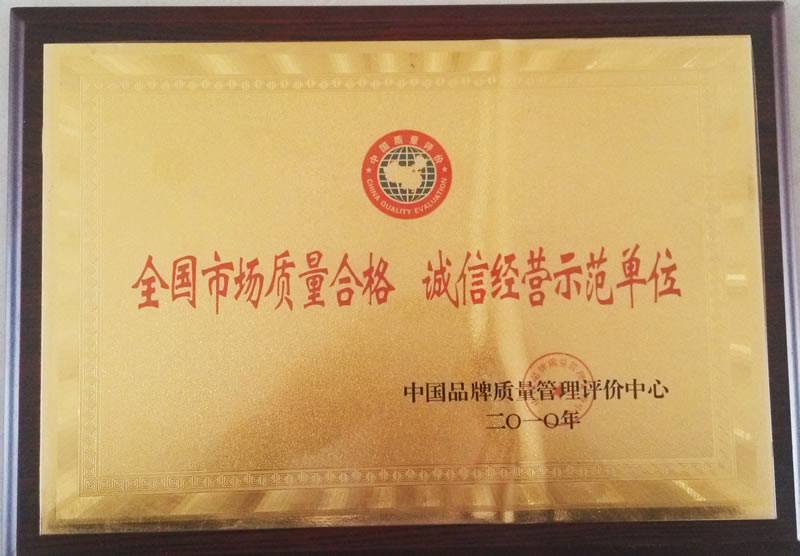 中国质量评价
CHINA QUALITY EVALUATION
全国市场质量合格 诚信经营示范单位
中国品牌质量管理评价中心
二〇一〇年